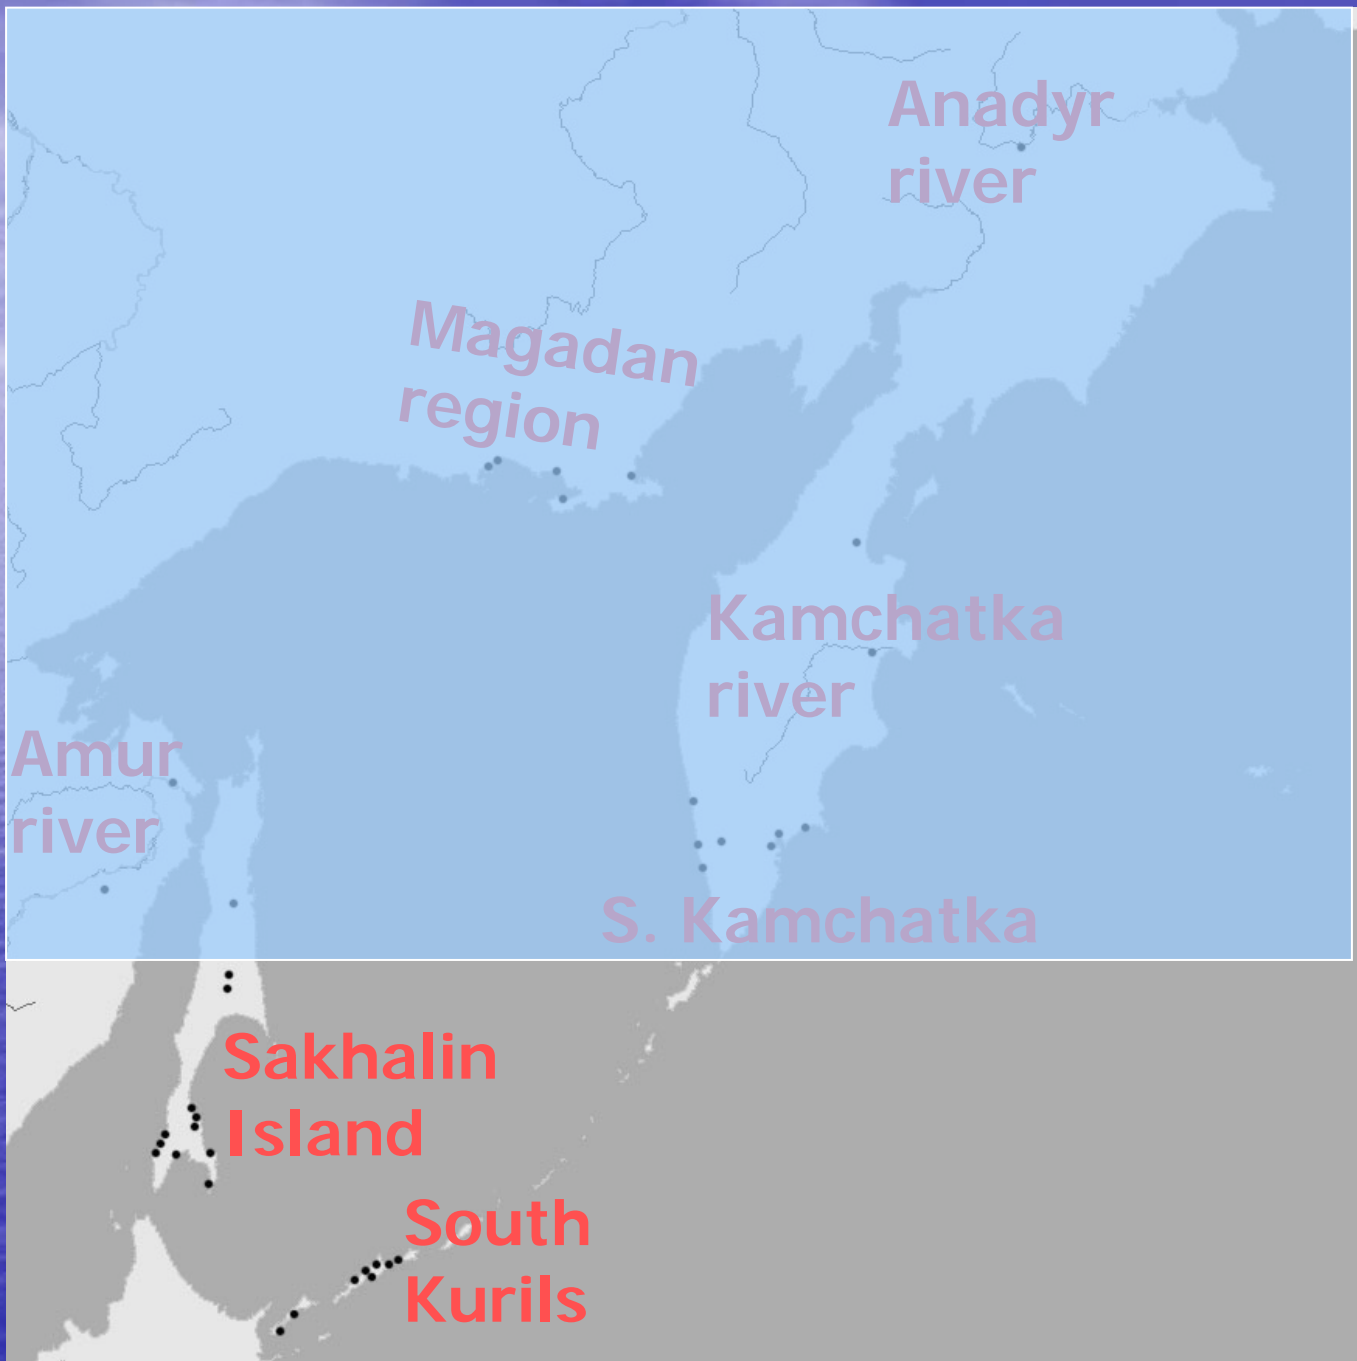 Anadyr
river
Magadan
region
Kamchatka
river
Amur
river
S. Kamchatka
Sakhalin
Island
South
Kurils